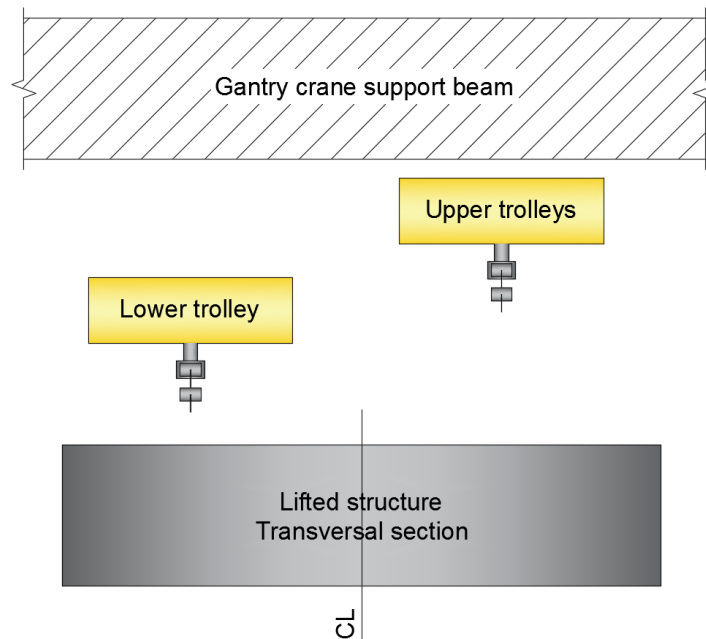 Gantry crane support beam
Upper trolleys
Lower trolley
Lifted structure
Transversal section
CL